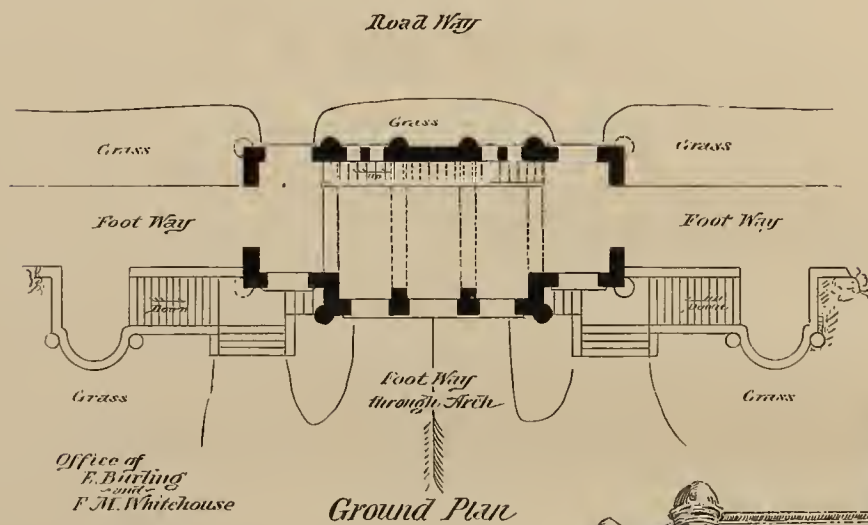 Road Way
Grass
Grass
Grass
Up
Foot Way
Foot Way
Down
Down
Grass
Foot Way
through Arch
Grass
Office of
E. Burling
and
F. M. Whitehouse
Ground Plan